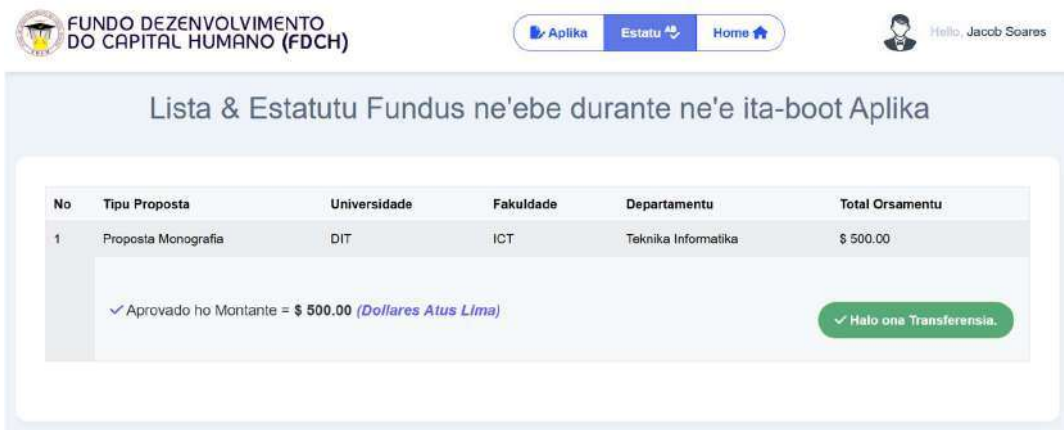 FUNDO DEZENVOLVIMENTO
DO CAPITAL HUMANO (FDCH)
Aplika
Estatu
Home
Hello, Jacob Soares
Lista & Estatutu Fundus ne'ebe durante ne'e ita-boot Aplika
No Tipu Proposta Universidade Fakuldade Departamentu Total Orsamentu
1 Proposta Monografia DIT ICT Teknika Informatika $ 500.00
Aprovado ho Montante = $ 500.00 (Dollares Atus Lima)
Halo ona Transferensia.